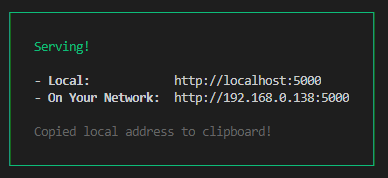 Serving!
- Local: http://localhost:5000
- On Your Network: http://192.168.0.138:5000
Copied local address to clipboard!